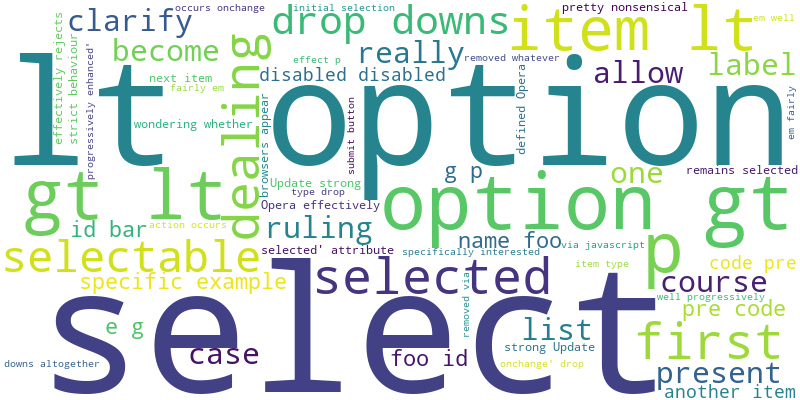 occurs onchange
initial selection
pretty nonsensical
em well
clarify
drop downs
item lt
become
really
removed whatever
next item
fairly em
disabled disabled
allow
label
effectively rejects
strict behaviour
progressively enhanced'
dealing
effect p
lt option
wondering whether
browsers appear
submit button
defined Opera
em fairly
g p
one
remains selected
Update strong
type drop
gt lt
Opera effectively
option gt
id bar
action occurs
ruling
name foo
via javascript
p
selectable
selected' attribute
specifically interested
item type
code pre
specific example
selected
removed via
course
well progressively
pre code
e g
list
first
strong Update
case
foo id
downs altogether
onchange' drop
present
another item
select